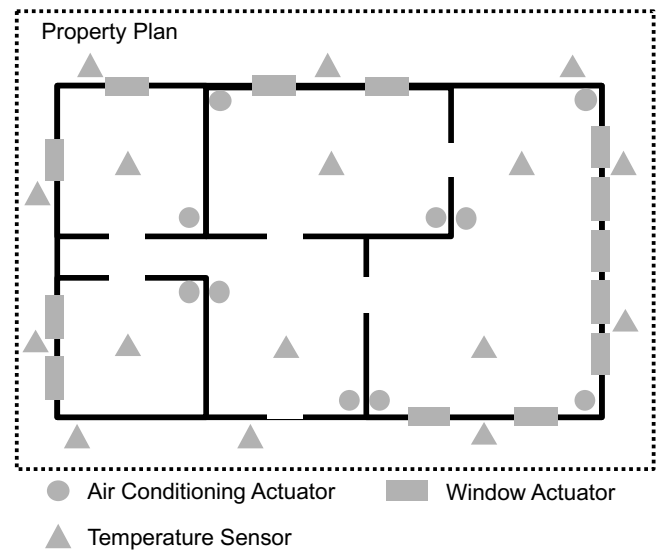 Property Plan
Air Conditioning Actuator
Window Actuator
Temperature Sensor